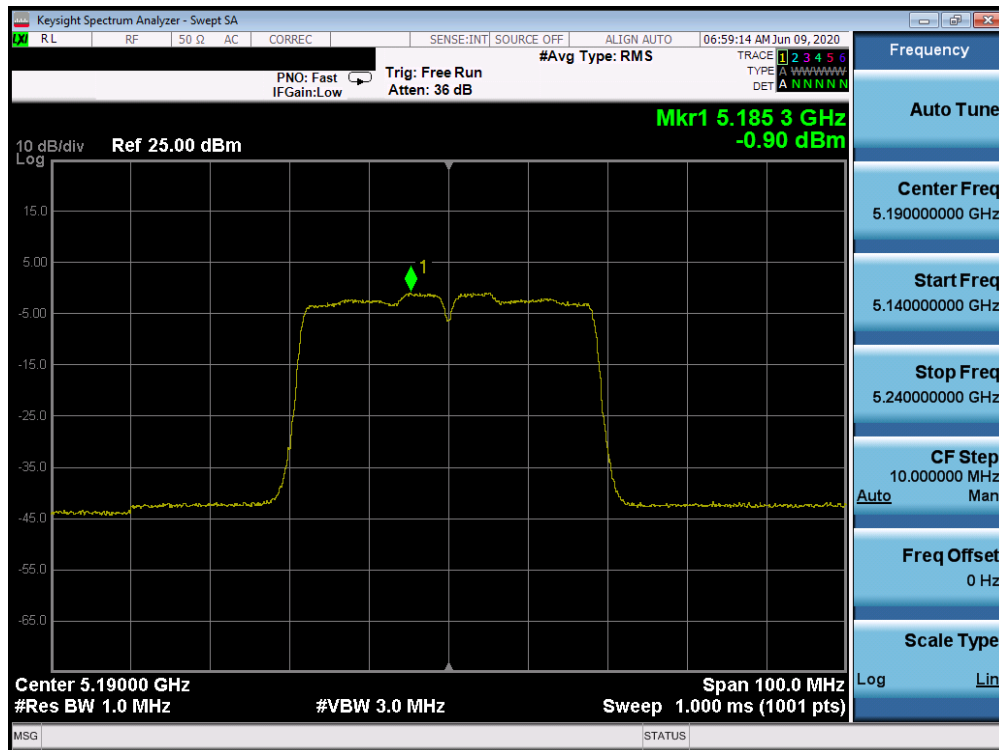 Keysight Spectrum Analyzer - Swept SA
LXI RL RF 50 Ω AC CORREC SENSE:INT SOURCE OFF ALIGN AUTO 06:59:14 AM Jun 09, 2020
#Avg Type: RMS
TRACE 1 2 3 4 5 6
TYPE A WWWWW
DET A N N N N N
PNO: Fast
IFGain:Low
Trig: Free Run
Atten: 36 dB
Mkr1 5.185 3 GHz
-0.90 dBm
10 dB/div
Log
Ref 25.00 dBm
15.0
5.00
-5.00
-15.0
-25.0
-35.0
-45.0
-55.0
-65.0
1
Center 5.19000 GHz
#Res BW 1.0 MHz
#VBW 3.0 MHz
Span 100.0 MHz
Sweep 1.000 ms (1001 pts)
MSG
STATUS
Frequency
Auto Tune
Center Freq
5.190000000 GHz
Start Freq
5.140000000 GHz
Stop Freq
5.240000000 GHz
CF Step
10.000000 MHz
Auto Man
Freq Offset
0 Hz
Scale Type
Log Lin